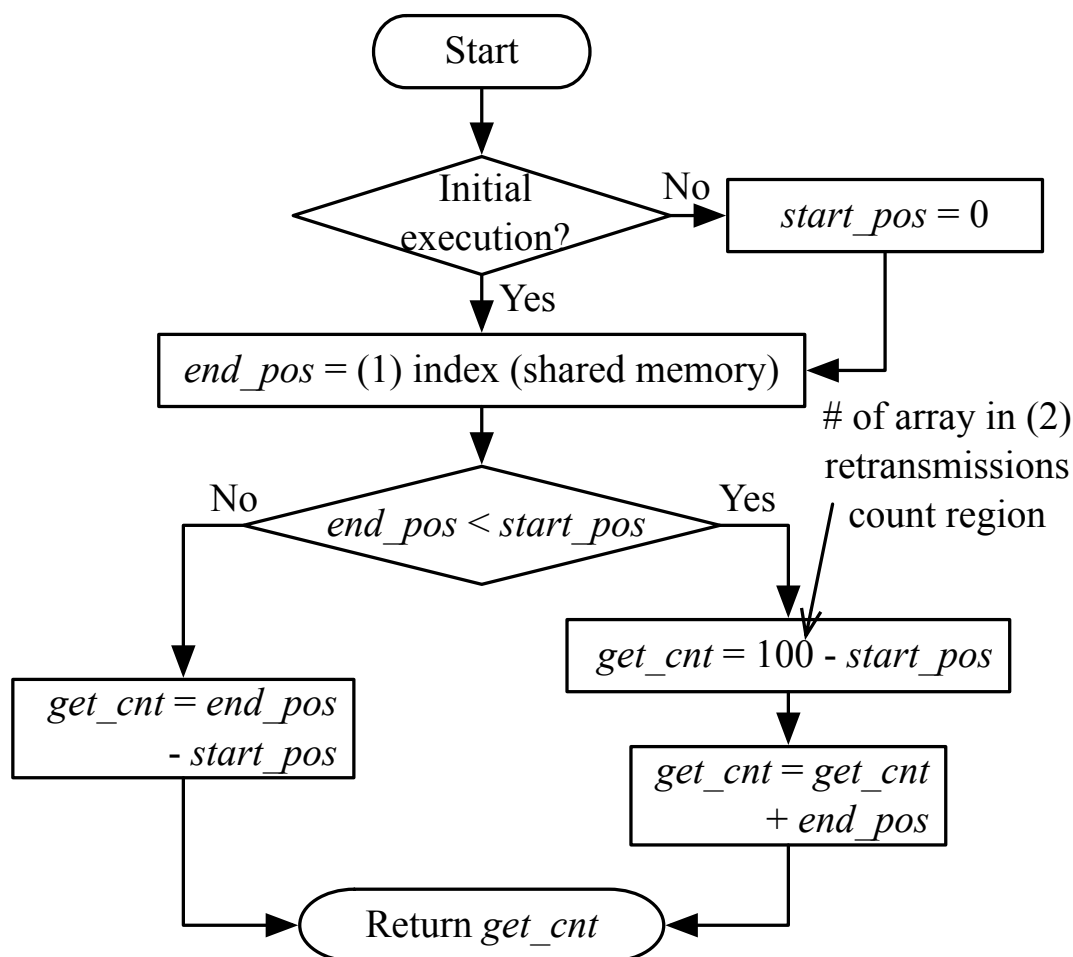 Start
Initial
execution?
No
start_pos = 0
Yes
end_pos = (1) index (shared memory)
# of array in (2)
retransmissions
count region
No
end_pos < start_pos
Yes
get_cnt = 100 - start_pos
get_cnt = end_pos
- start_pos
get_cnt = get_cnt
+ end_pos
Return get_cnt